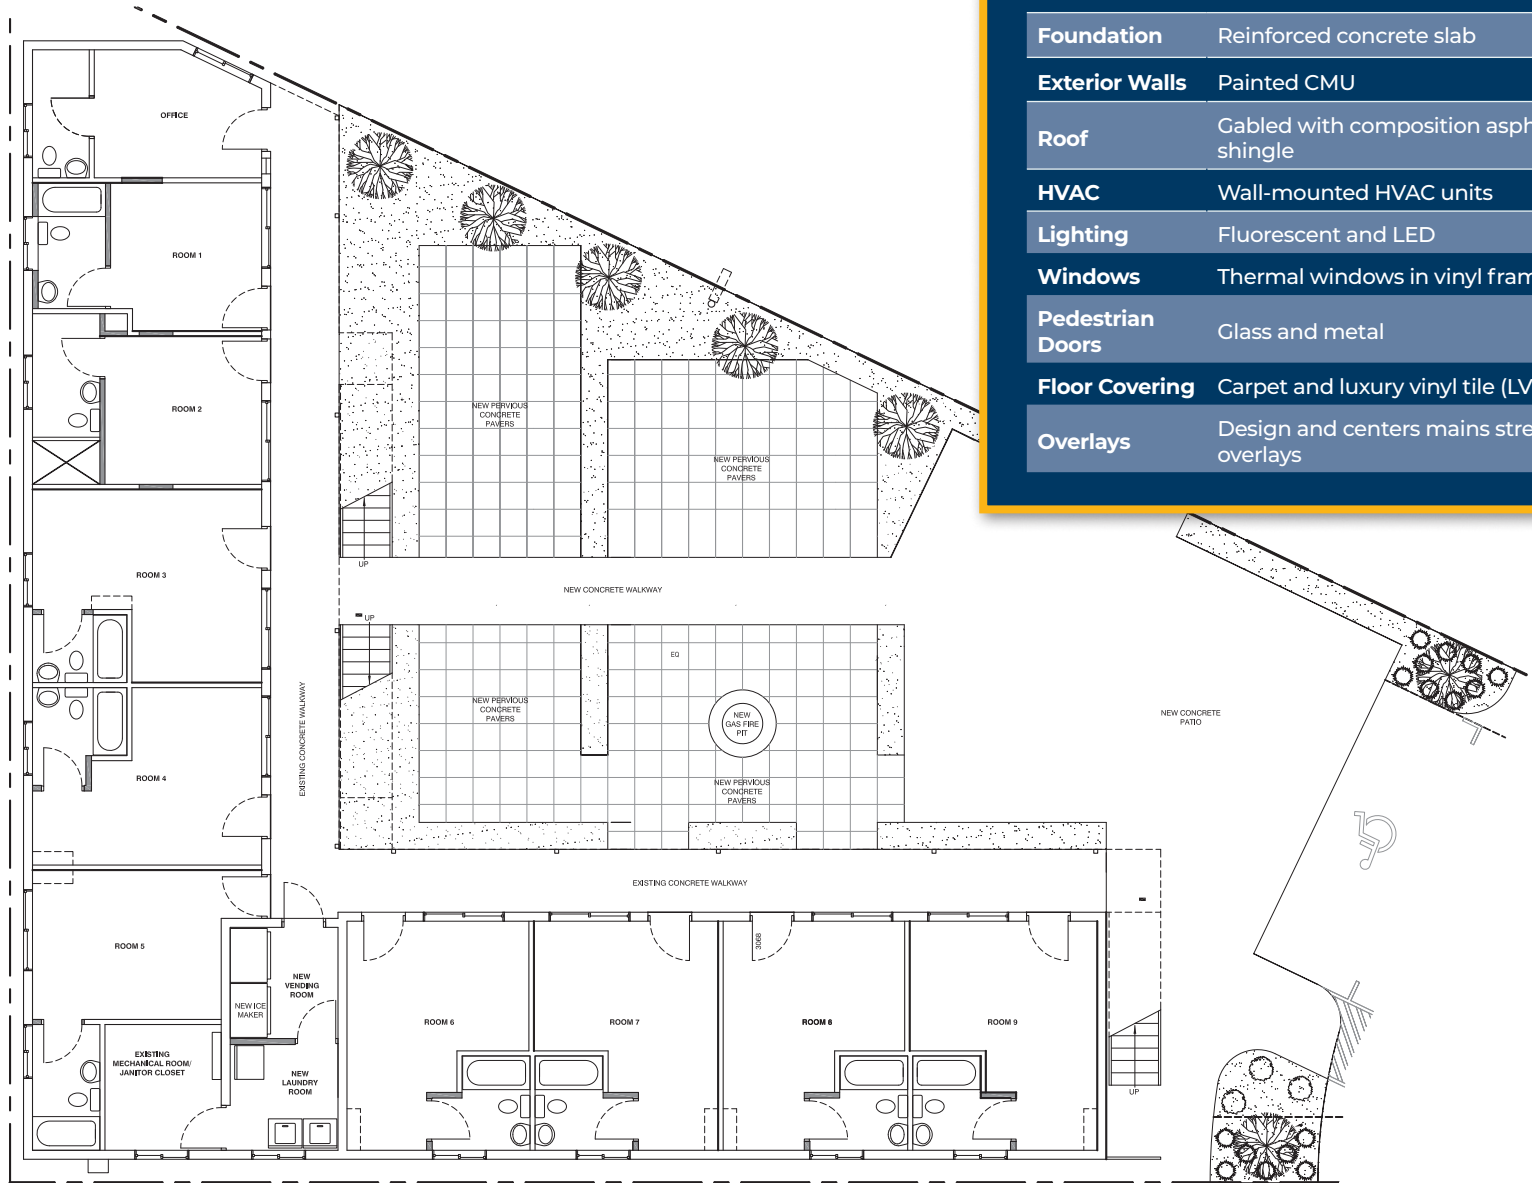 Foundation Reinforced concrete slab
Exterior Walls Painted CMU
Roof Gabled with composition asph
shingle
HVAC Wall-mounted HVAC units
Lighting Fluorescent and LED
Windows Thermal windows in vinyl fram
Pedestrian
Doors Glass and metal
Floor Covering Carpet and luxury vinyl tile (LV
Overlays Design and centers mains stre
overlays
OFFICE
ROOM 1
ROOM 2
ROOM 3
ROOM 4
ROOM 5
EXISTING CONCRETE WALKWAY
NEW PERVIOUS
CONCRETE
PAVERS
NEW PERVIOUS
CONCRETE
PAVERS
UP
NEW CONCRETE WALKWAY
UP
EQ
NEW PERVIOUS
CONCRETE
PAVERS
NEW
GAS FIRE
PIT
NEW PERVIOUS
CONCRETE
PAVERS
NEW CONCRETE
PATIO
EXISTING CONCRETE WALKWAY
3068
NEW
VENDING
ROOM
NEW ICE
MAKER
EXISTING
MECHANICAL ROOM/
JANITOR CLOSET
NEW
LAUNDRY
ROOM
ROOM 6
ROOM 7
ROOM 8
ROOM 9
UP